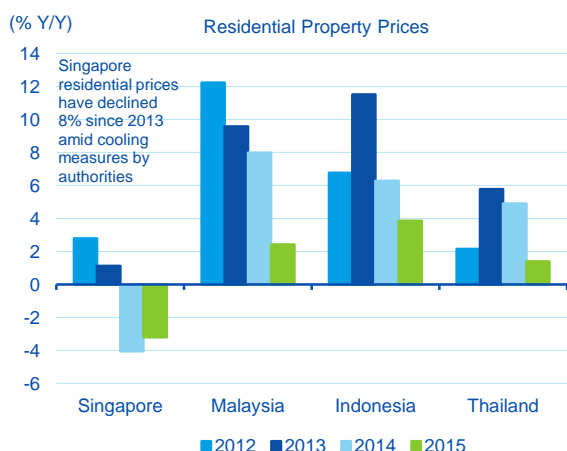 (% Y/Y)
Residential Property Prices
14
12
10
8
6
4
2
0
-2
-4
-6
Singapore
residential prices
have declined
8% since 2013
amid cooling
measures by
authorities
Singapore Malaysia Indonesia Thailand
2012 2013 2014 2015